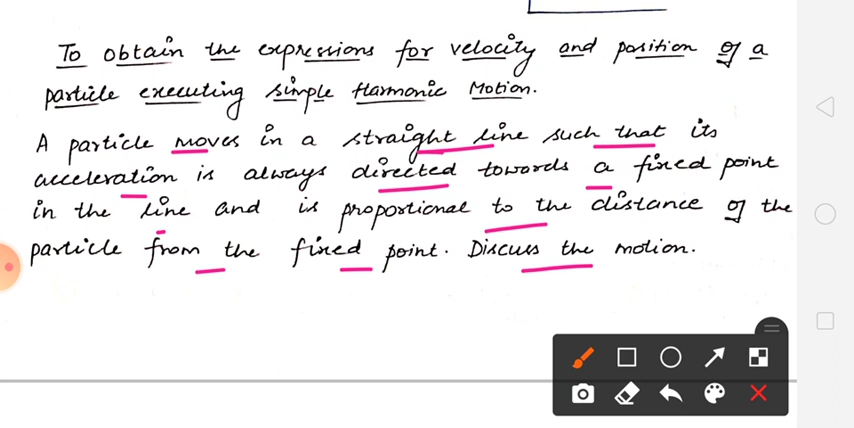 To obtain the expressions for velocity and position of a
particle executing simple Harmonic Motion.
A particle moves in a straight line such that its
acceleration is always directed towards a fixed point
in the line and is proportional to the distance of the
particle from the fixed point. Discuss the motion.